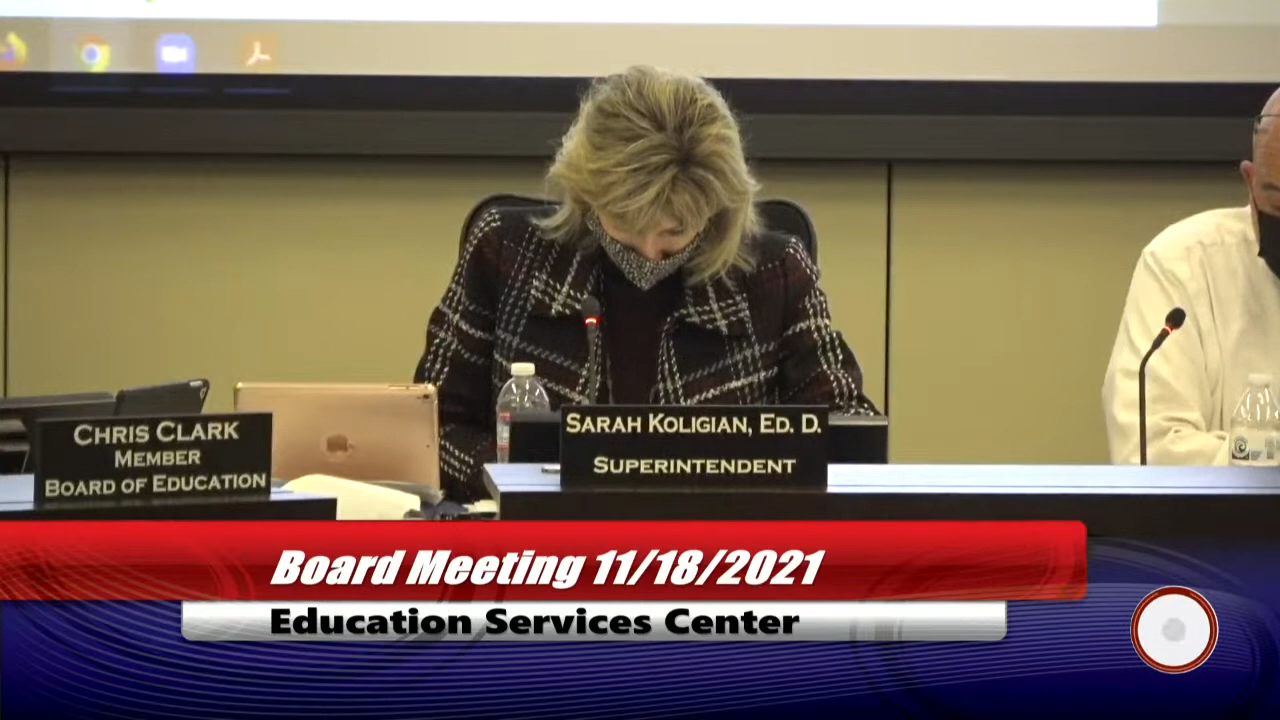 CHRIS CLARK
MEMBER
BOARD OF EDUCATION
SARAH KOLIGIAN, ED. D.
SUPERINTENDENT
Board Meeting 11/18/2021
Education Services Center